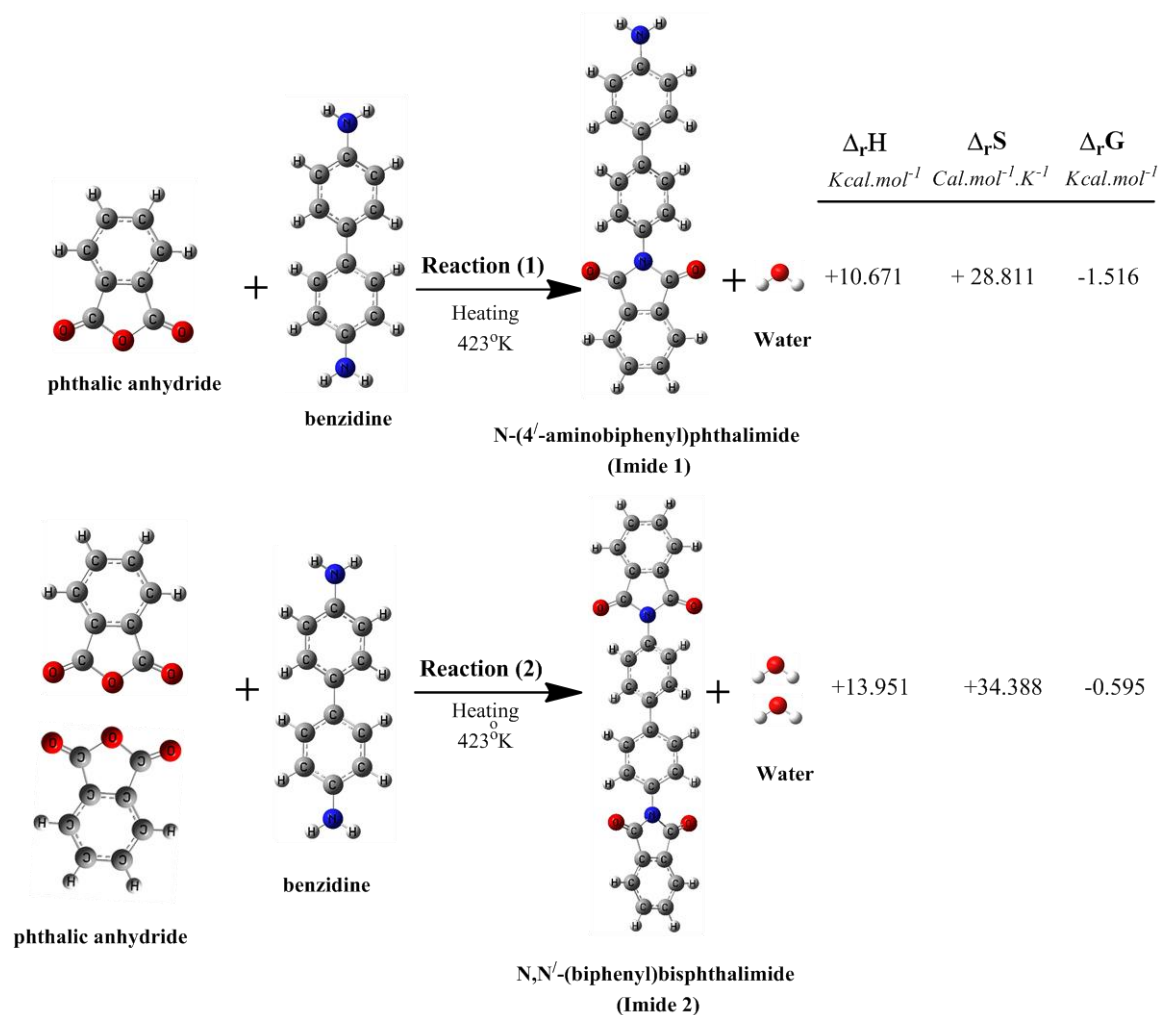 ΔrH ΔrS ΔrG
Kcal.mol-1 Cal.mol-1.K-1 Kcal.mol-1
phthalic anhydride
+
benzidine
Reaction (1)
Heating
423°K
N-(4/-aminobiphenyl)phthalimide
(Imide 1)
+
Water
+10.671 + 28.811 -1.516
phthalic anhydride
+
benzidine
Reaction (2)
Heating
o
423°K
N,N/-(biphenyl)bisphthalimide
(Imide 2)
+
Water
+13.951 +34.388 -0.595